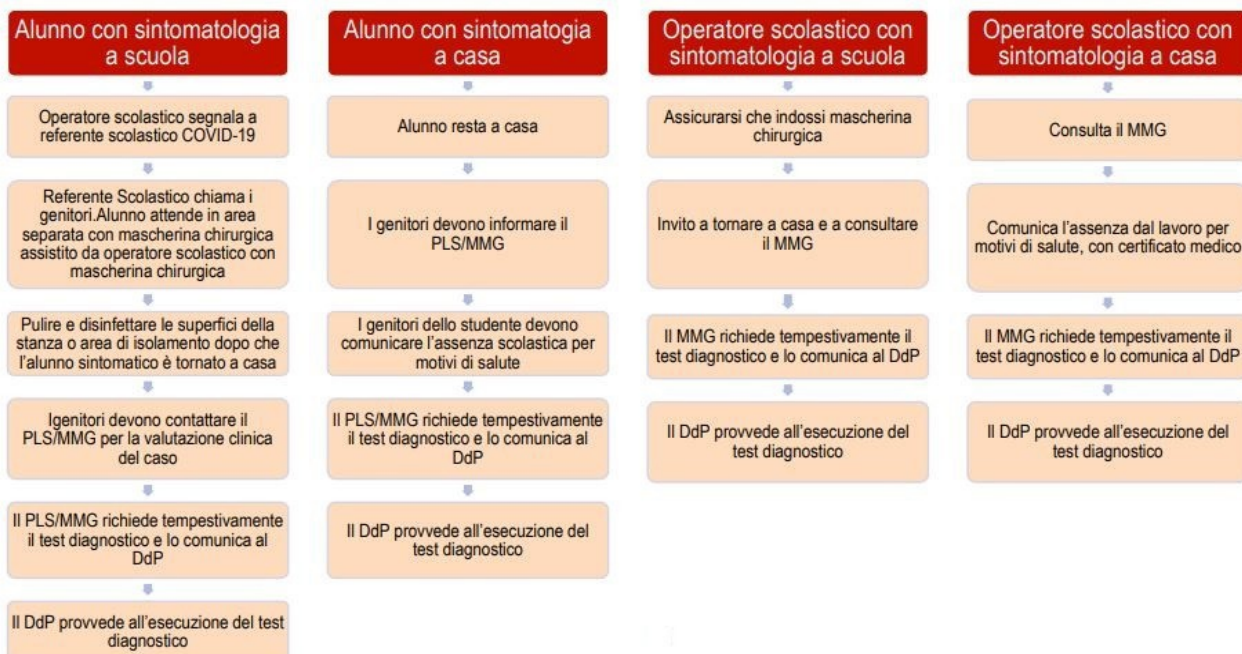 Alunno con sintomatologia
a scuola
Operatore scolastico segnala a
referente scolastico COVID-19
Referente Scolastico chiama i
genitori.Alunno attende in area
separata con mascherina chirurgica
assistito da operatore scolastico con
mascherina chirurgica
Pulire e disinfettare le superfici della
stanza o area di isolamento dopo che
l'alunno sintomatico è tornato a casa
Igenitori devono contattare il
PLS/MMG per la valutazione clinica
del caso
Il PLS/MMG richiede tempestivamente
il test diagnostico e lo comunica al
DdP
Il DdP provvede all'esecuzione del test
diagnostico
Alunno con sintomatogia
a casa
Alunno resta a casa
I genitori devono informare il
PLS/MMG
I genitori dello studente devono
comunicare l'assenza scolastica per
motivi di salute
Il PLS/MMG richiede tempestivamente
il test diagnostico e lo comunica al
DdP
Il DdP provvede all'esecuzione del
test diagnostico
Operatore scolastico con
sintomatologia a scuola
Assicurarsi che indossi mascherina
chirurgica
Invito a tornare a casa e a consultare
il MMG
Il MMG richiede tempestivamente il
test diagnostico e lo comunica al DdP
Il DdP provvede all'esecuzione del
test diagnostico
Operatore scolastico con
sintomatologia a casa
Consulta il MMG
Comunica l'assenza dal lavoro per
motivi di salute, con certificato medico
Il MMG richiede tempestivamente il
test diagnostico e lo comunica al DdP
Il DdP provvede all'esecuzione del
test diagnostico